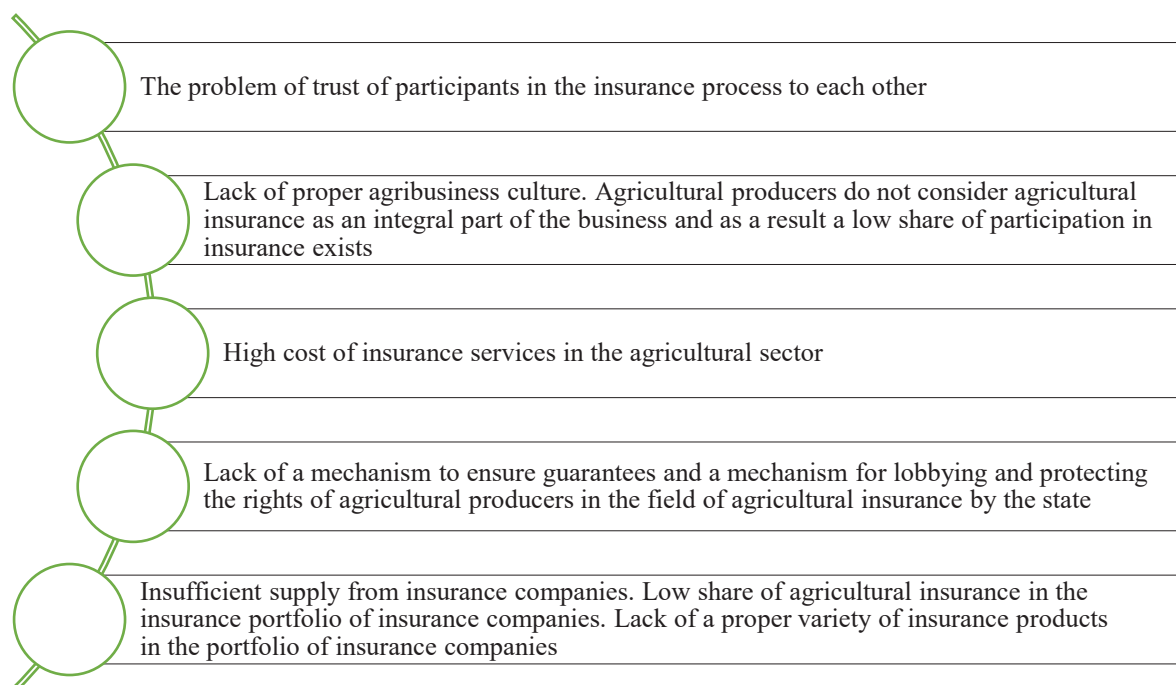 The problem of trust of participants in the insurance process to each other
Lack of proper agribusiness culture. Agricultural producers do not consider agricultural
insurance as an integral part of the business and as a result a low share of participation in
insurance exists
High cost of insurance services in the agricultural sector
Lack of a mechanism to ensure guarantees and a mechanism for lobbying and protecting
the rights of agricultural producers in the field of agricultural insurance by the state
Insufficient supply from insurance companies. Low share of agricultural insurance in the
insurance portfolio of insurance companies. Lack of a proper variety of insurance products
in the portfolio of insurance companies